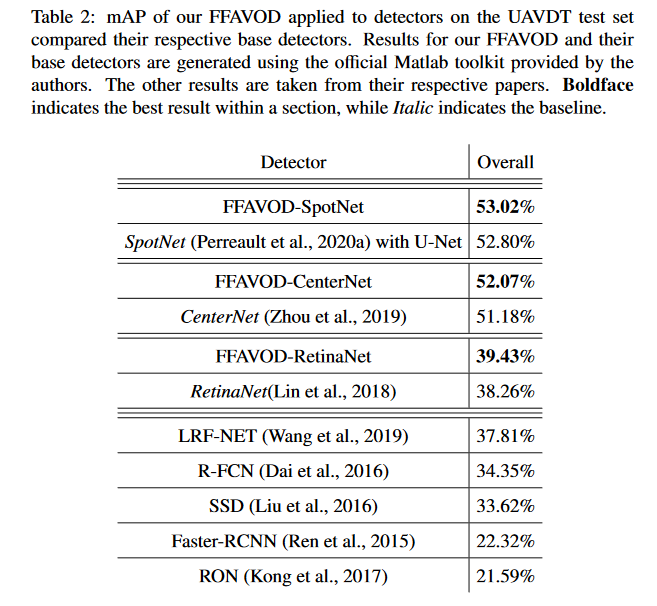 Table 2: mAP of our FFAVOD applied to detectors on the UAVDT test set
compared their respective base detectors. Results for our FFAVOD and their
base detectors are generated using the official Matlab toolkit provided by the
authors. The other results are taken from their respective papers. Boldface
indicates the best result within a section, while Italic indicates the baseline.
Detector Overall
FFAVOD-SpotNet 53.02%
SpotNet (Perreault et al., 2020a) with U-Net 52.80%
FFAVOD-CenterNet 52.07%
CenterNet (Zhou et al., 2019) 51.18%
FFAVOD-RetinaNet 39.43%
RetinaNet(Lin et al., 2018) 38.26%
LRF-NET (Wang et al., 2019) 37.81%
R-FCN (Dai et al., 2016) 34.35%
SSD (Liu et al., 2016) 33.62%
Faster-RCNN (Ren et al., 2015) 22.32%
RON (Kong et al., 2017) 21.59%